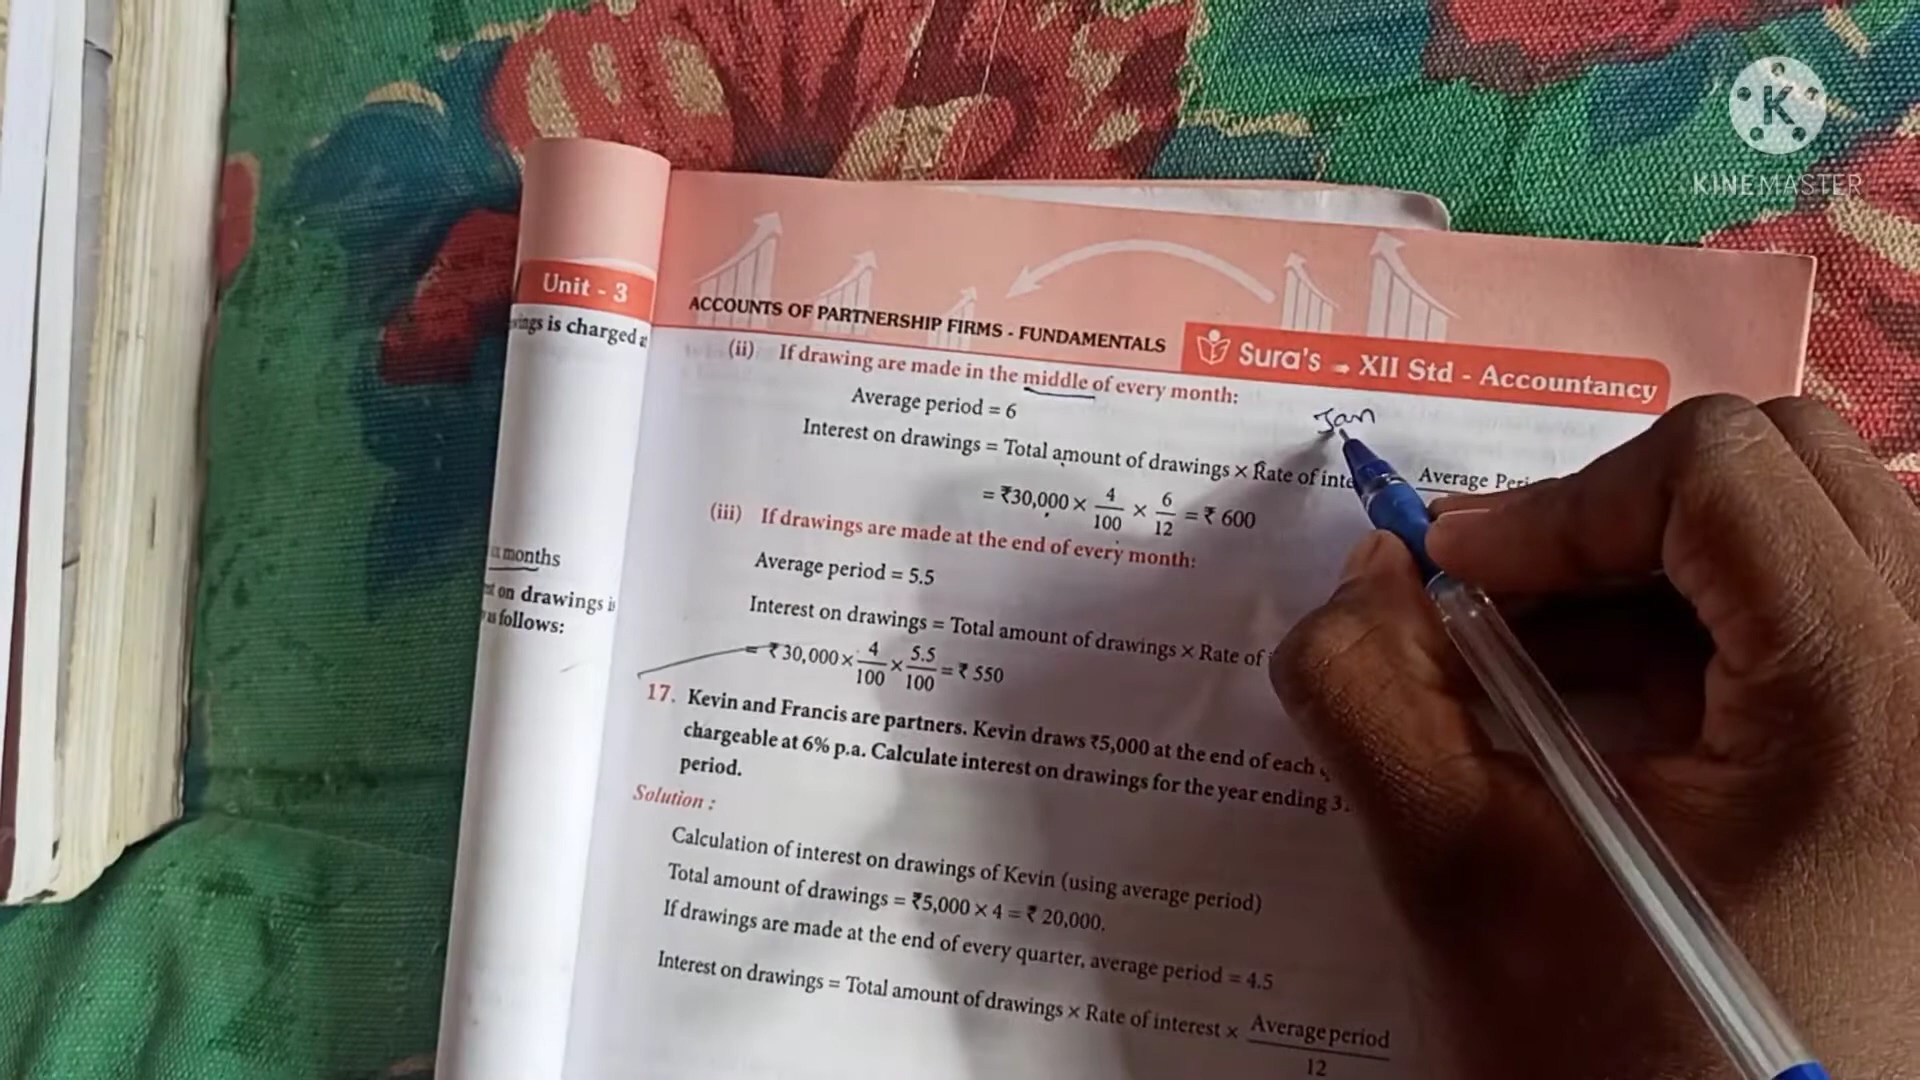 KINEMASTER
Unit - 3
ACCOUNTS OF PARTNERSHIP FIRMS - FUNDAMENTALS
Sura's XII Std - Accountancy
is charged
months
on drawings is
as follows:
(ii) If drawing are made in the middle of every month:
Jan
Average period = 6
Interest on drawings = Total amount of drawings × Rate of Average
= ₹30,000 × 4/100 × 6/12 = ₹ 600
(iii) If drawings are made at the end of every month:
Average period = 5.5
Interest on drawings = Total amount of drawings × Rate of
= ₹30,000 × 4/100 × 5.5/100 = ₹ 550
17. Kevin and Francis are partners. Kevin draws ₹5,000 at the end of each
chargeable at 6% p.a. Calculate interest on drawings for the year ending
period.
Solution :
Calculation of interest on drawings of Kevin (using average period)
Total amount of drawings = ₹5,000 × 4 = ₹ 20,000.
If drawings are made at the end of every quarter, average period = 4.5
Interest on drawings = Total amount of drawings × Rate of interest × Average period/12